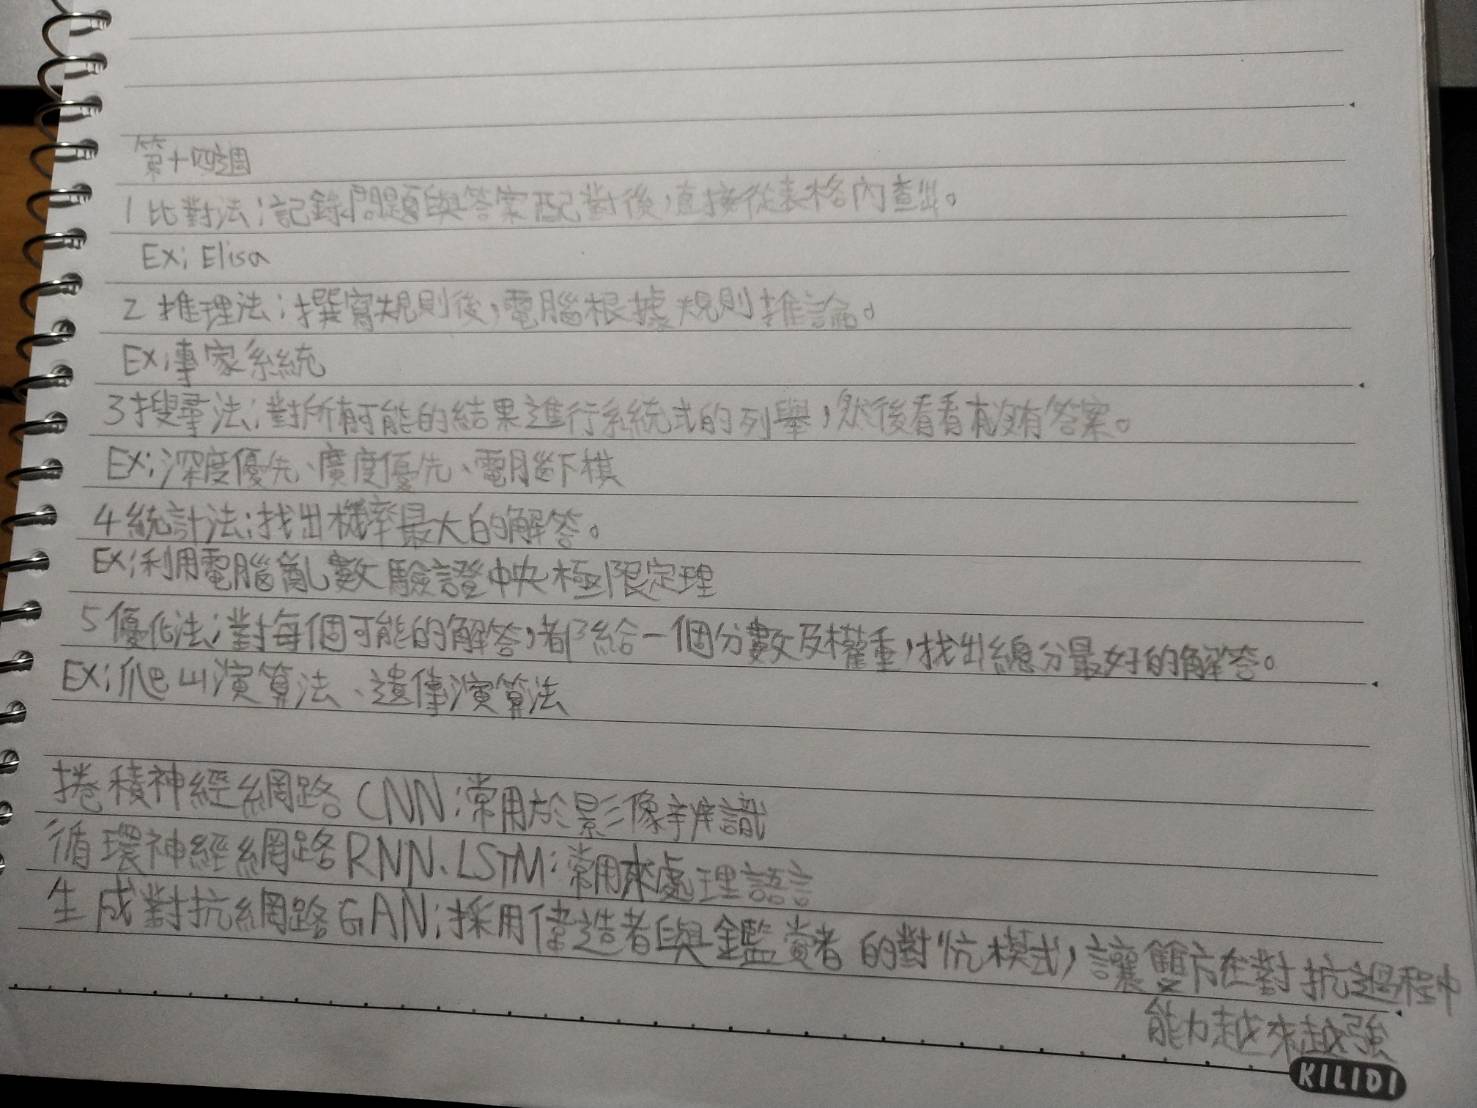 第十四週
1 比對法：記錄問題與答案配對後，直接從表格內查出。
Ex：Elisa
2 推理法：撰寫規則後，電腦根據規則推論。
Ex：專家系統
3 搜尋法：對所有可能的結果進行系統式的列舉，然後看看有沒有答案。
Ex：深度優先、廣度優先、電腦下棋
4 統計法：找出機率最大的解答。
Ex：利用電腦亂數驗證中央極限定理
5 優化法：對每個可能的解答，都給一個分數及權重，找出總分最好的解答。
Ex：爬山演算法、遺傳演算法
捲積神經網路 CNN：常用於影像辨識
循環神經網路 RNN、LSTM：常用來處理語言
生成對抗網路 GAN：採用偽造者與鑑賞者的對抗模式，讓雙方在對抗過程中
能力越來越強
KILIDI